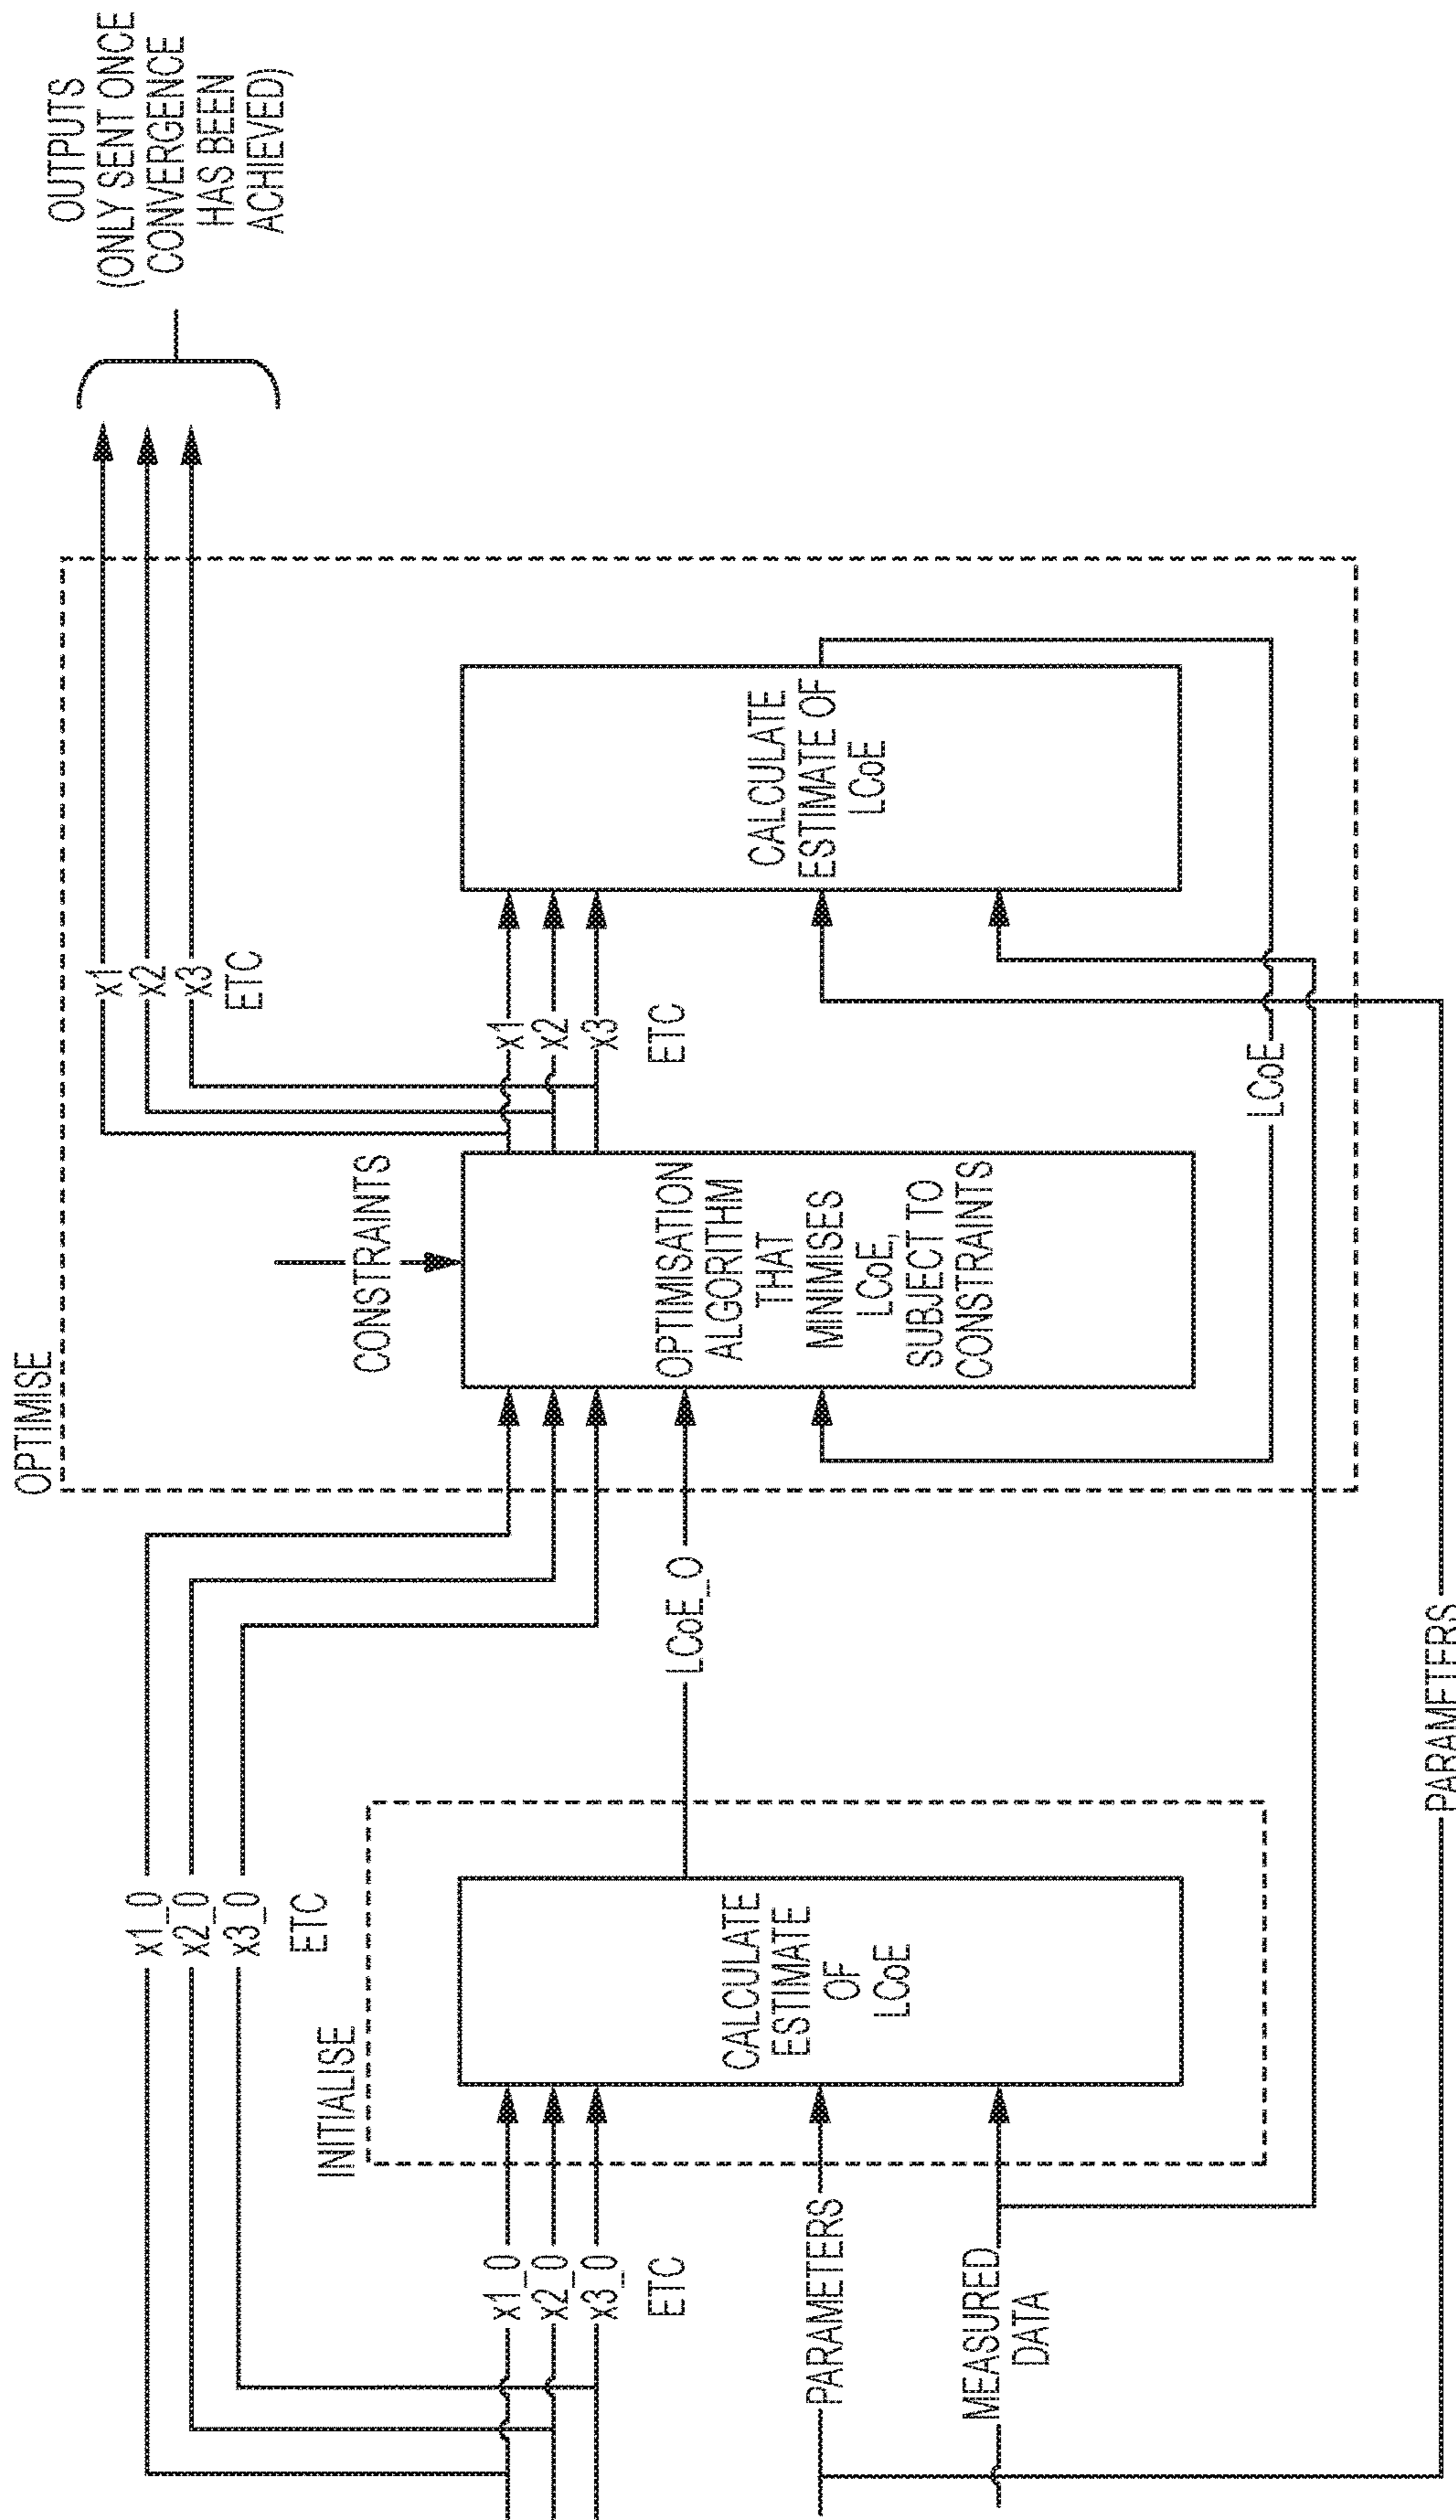 OPTIMISE
OUTPUTS
(ONLY SENT ONCE
CONVERGENCE
HAS BEEN
ACHIEVED)
x1
x2
x3
ETC
x1_0
x2_0
x3_0
ETC
INITIALISE
CONSTRAINTS
x1_0
x2_0
x3_0
ETC
PARAMETERS
MEASURED
DATA
CALCULATE
ESTIMATE
OF
LCoE
LCoE_O
OPTIMISATION
ALGORITHM
THAT
MINIMISES
LCoE,
SUBJECT TO
CONSTRAINTS
x1
x2
x3
ETC
CALCULATE
ESTIMATE OF
LCoE
LCoE
PARAMETERS